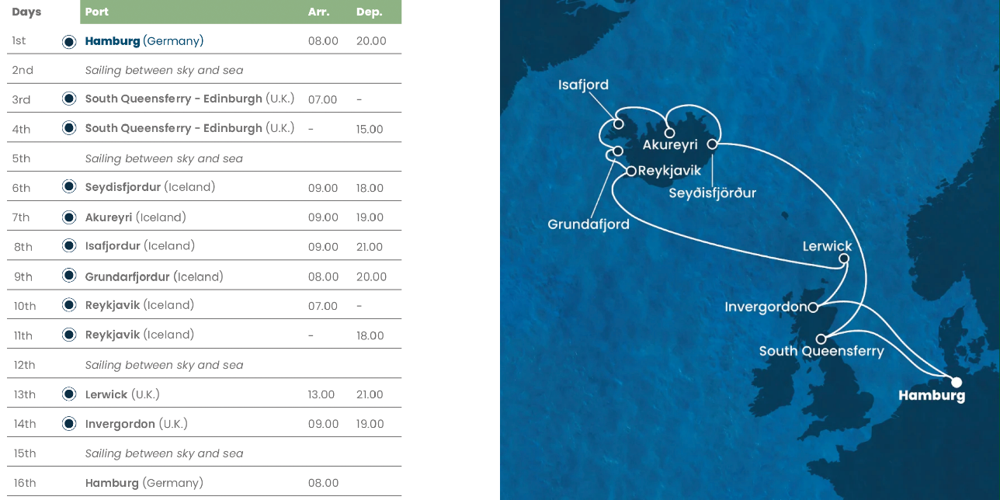 Days Port Arr. Dep.
1st Hamburg (Germany) 08.00 20.00
2nd Sailing between sky and sea
3rd South Queensferry - Edinburgh (U.K.) 07.00 -
4th South Queensferry - Edinburgh (U.K.) - 15.00
5th Sailing between sky and sea
6th Seydisfjordur (Iceland) 09.00 18.00
7th Akureyri (Iceland) 09.00 19.00
8th Isafjordur (Iceland) 09.00 21.00
9th Grundarfjordur (Iceland) 08.00 20.00
10th Reykjavik (Iceland) 07.00 -
11th Reykjavik (Iceland) - 18.00
12th Sailing between sky and sea
13th Lerwick (U.K.) 13.00 21.00
14th Invergordon (U.K.) 09.00 19.00
15th Sailing between sky and sea
16th Hamburg (Germany) 08.00
Isafjord
Akureyri
Reykjavik
Seyðisfjörður
Grundafjord
Lerwick
Invergordon
South Queensferry
Hamburg